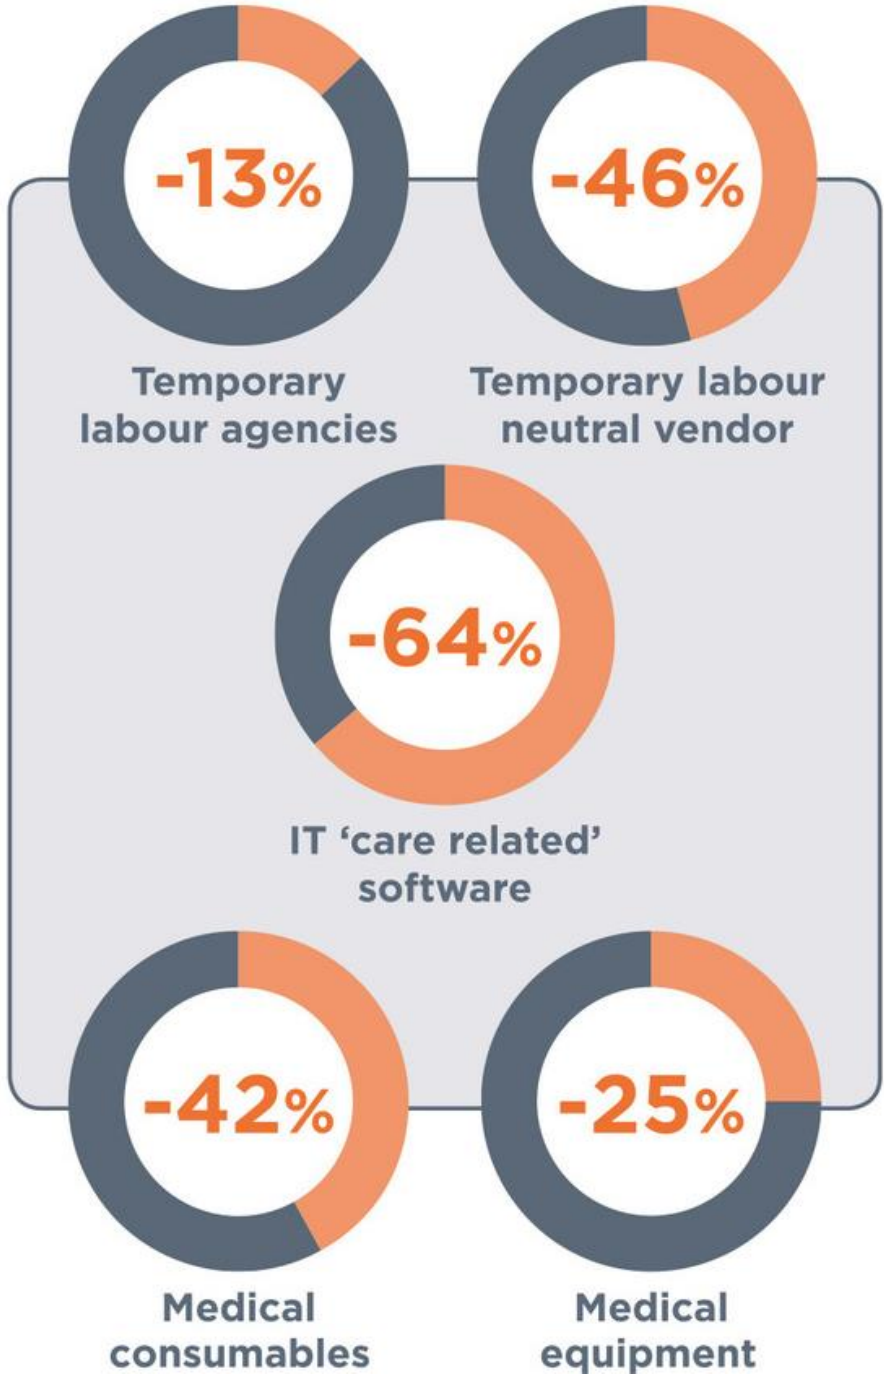 -13%
-46%
Temporary
labour agencies
Temporary labour
neutral vendor
-64%
IT ‘care related’
software
-42%
-25%
Medical
consumables
Medical
equipment